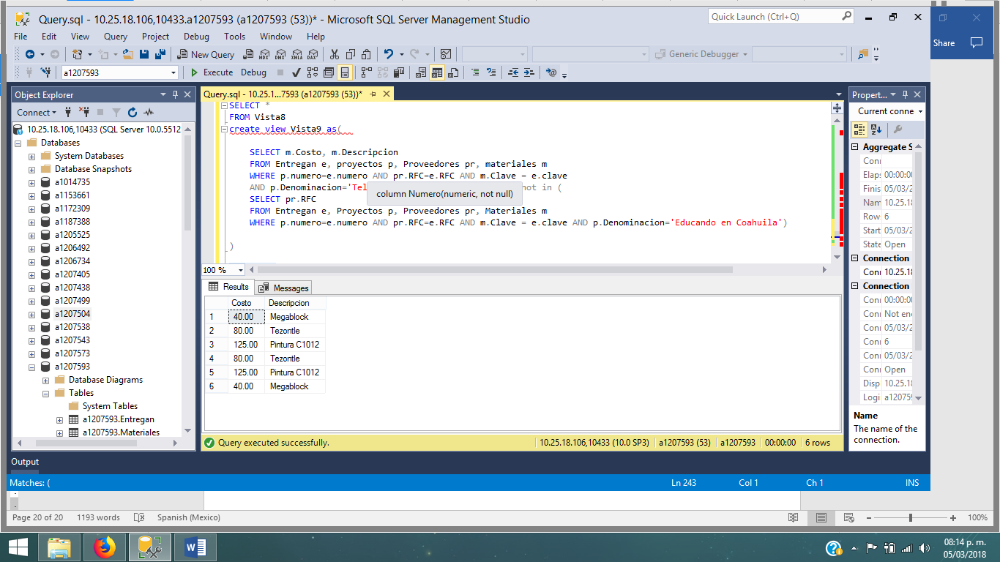 Query.sql - 10.25.18.106,10433.a1207593 (a1207593 (53))* - Microsoft SQL Server Management Studio
Quick Launch (Ctrl+Q)
File Edit View Query Project Debug Tools Window Help
Share
New Query
MDX DMX XMLA DAX
Generic Debugger
a1207593
Execute Debug
Object Explorer
Connect
10.25.18.106,10433 (SQL Server 10.0.5512
Databases
System Databases
Database Snapshots
a1014735
a1153661
a1172309
a1187388
a1205525
a1206492
a1206734
a1207405
a1207438
a1207499
a1207504
a1207538
a1207543
a1207573
a1207593
Database Diagrams
Tables
System Tables
a1207593.Entregan
a1207593.Materiales
Query.sql - 10.25.1...7593 (a1207593 (53))*
SELECT *
FROM Vista8
create view Vista9 as(
SELECT m.Costo, m.Descripcion
FROM Entregan e, proyectos p, Proveedores pr, materiales m
WHERE p.numero=e.numero AND pr.RFC=e.RFC AND m.Clave = e.clave
AND p.Denominacion='Tel not in (
column Numero(numeric, not null)
SELECT pr.RFC
FROM Entregan e, Proyectos p, Proveedores pr, Materiales m
WHERE p.numero=e.numero AND pr.RFC=e.RFC AND m.Clave = e.clave AND p.Denominacion='Educando en Coahuila')
)
100 %
Results Messages
Costo Descripcion
1 40.00 Megablock
2 80.00 Tezontle
3 125.00 Pintura C1012
4 80.00 Tezontle
5 125.00 Pintura C1012
6 40.00 Megablock
Query executed successfully.
10.25.18.106,10433 (10.0 SP3) a1207593 (53) a1207593 00:00:00 6 rows
Propert...
Current conne
Aggregate S
Conn
Elaps 00:00:00
Finis 05/03/2
Nam 10.25.18
Row 6
Start 05/03/2
State Open
Connection
Conn 10.25.18
Connection
Conn 00:00:00
Conn Not en
Conn 05/03/2
Conn 6
Conn 05/03/2
Conn Open
Disp 10.25.18
Logi a120759
Name
The name of the
connection.
Output
Matches: (
Ln 243 Col 1 Ch 1 INS
Page 20 of 20 1193 words Spanish (Mexico)
100%
08:14 p. m.
05/03/2018